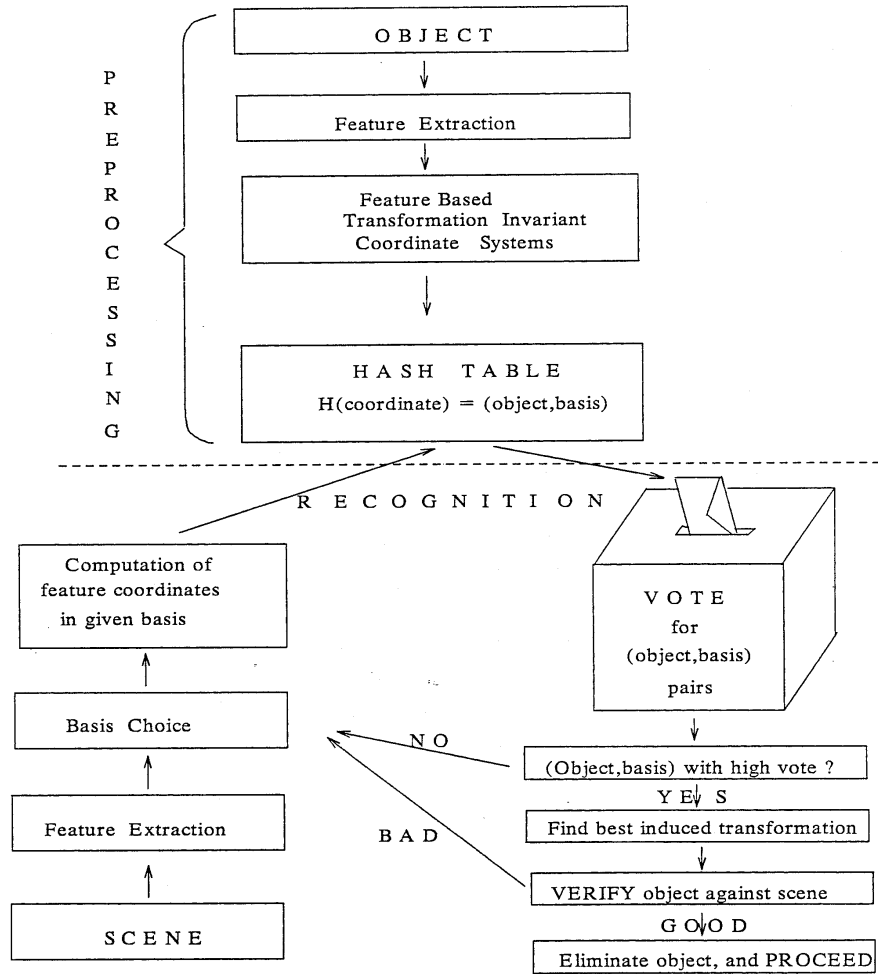 PREPROCESSING
OBJECT
Feature Extraction
Feature Based
Transformation Invariant
Coordinate Systems
HASH TABLE
H(coordinate) = (object,basis)
RECOGNITION
Computation of
feature coordinates
in given basis
Basis Choice
Feature Extraction
SCENE
VOTE
for
(object,basis)
pairs
NO
(Object,basis) with high vote ?
YES
Find best induced transformation
BAD
VERIFY object against scene
GOOD
Eliminate object, and PROCEED